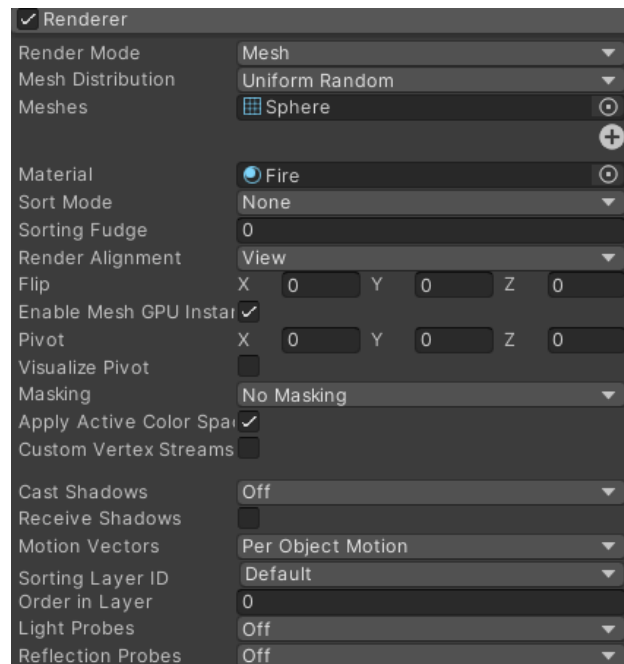 Renderer
Render Mode Mesh
Mesh Distribution Uniform Random
Meshes Sphere
Material Fire
Sort Mode None
Sorting Fudge 0
Render Alignment View
Flip X 0 Y 0 Z 0
Enable Mesh GPU Instar
Pivot X 0 Y 0 Z 0
Visualize Pivot
Masking No Masking
Apply Active Color Spac
Custom Vertex Streams
Cast Shadows Off
Receive Shadows
Motion Vectors Per Object Motion
Sorting Layer ID Default
Order in Layer 0
Light Probes Off
Reflection Probes Off